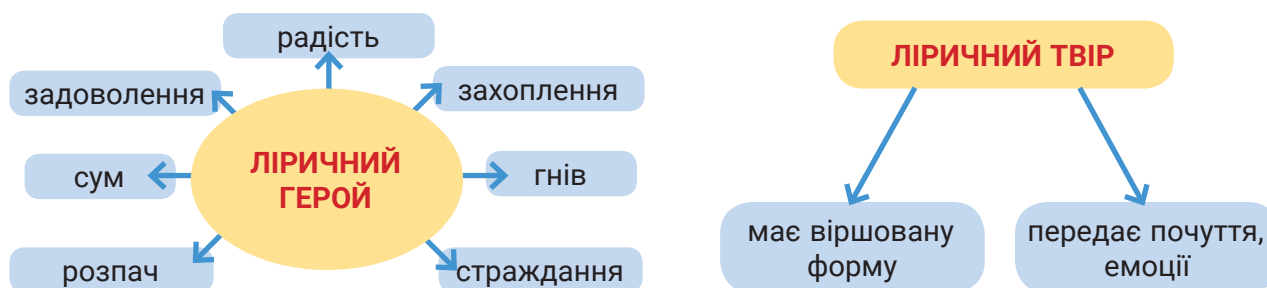 радість
задоволення
захоплення
сум
ЛІРИЧНИЙ
ГЕРОЙ
гнів
розпач
страждання
ЛІРИЧНИЙ ТВІР
має віршовану
форму
передає почуття,
емоції